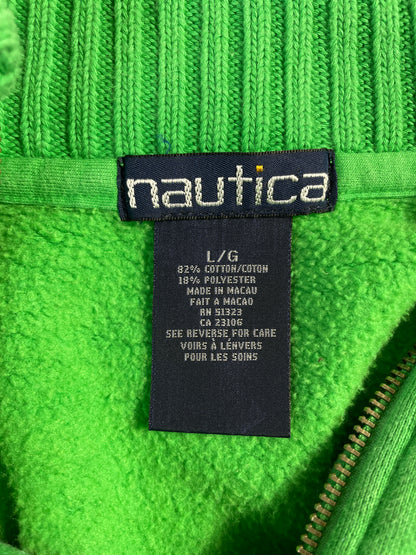 nautica
L/G
82% COTTON/COTON
18% POLYESTER
MADE IN MACAU
FAIT A MACAO
RN 51323
CA 23106
SEE REVERSE FOR CARE
VOIRS À LÉNVERS
POUR LES SOINS